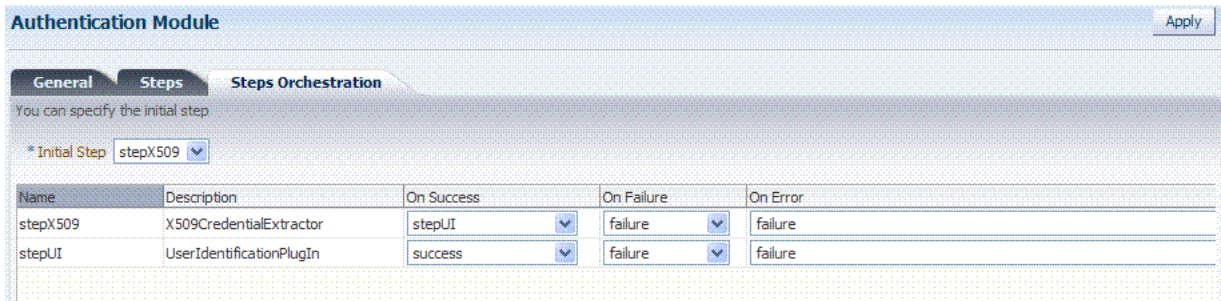 Authentication Module Apply
General Steps Steps Orchestration
You can specify the initial step
* Initial Step stepX509
Name Description On Success On Failure On Error
stepX509 X509CredentialExtractor stepUI failure failure
stepUI UserIdentificationPlugIn success failure failure